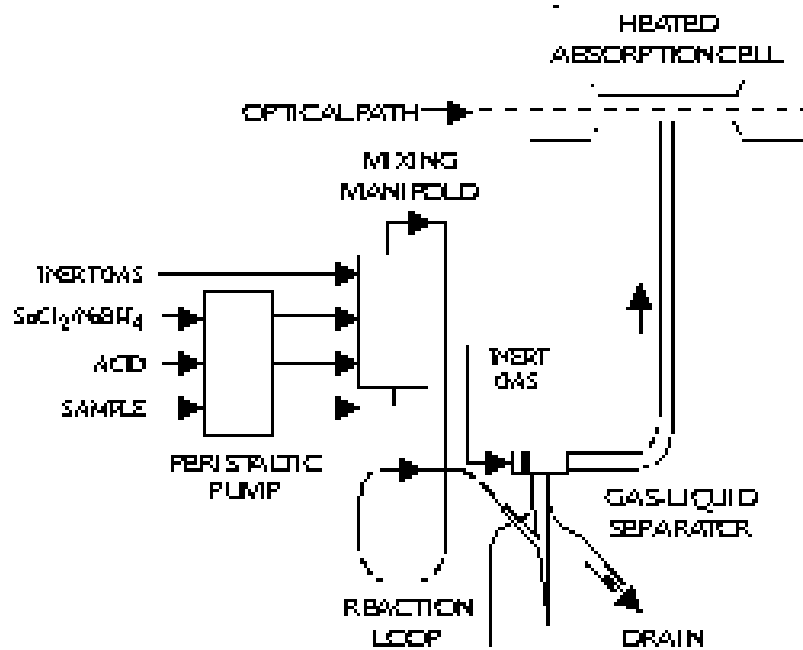 HEATED
ABSORPTION CELL
OPTICAL PATH
MIXING
MANIFOLD
INERT GAS
SnCl2/NaBH4
ACID
SAMPLE
PERISTALTIC
PUMP
INERT
GAS
GAS-LIQUID
SEPARATER
REACTION
LOOP
DRAIN